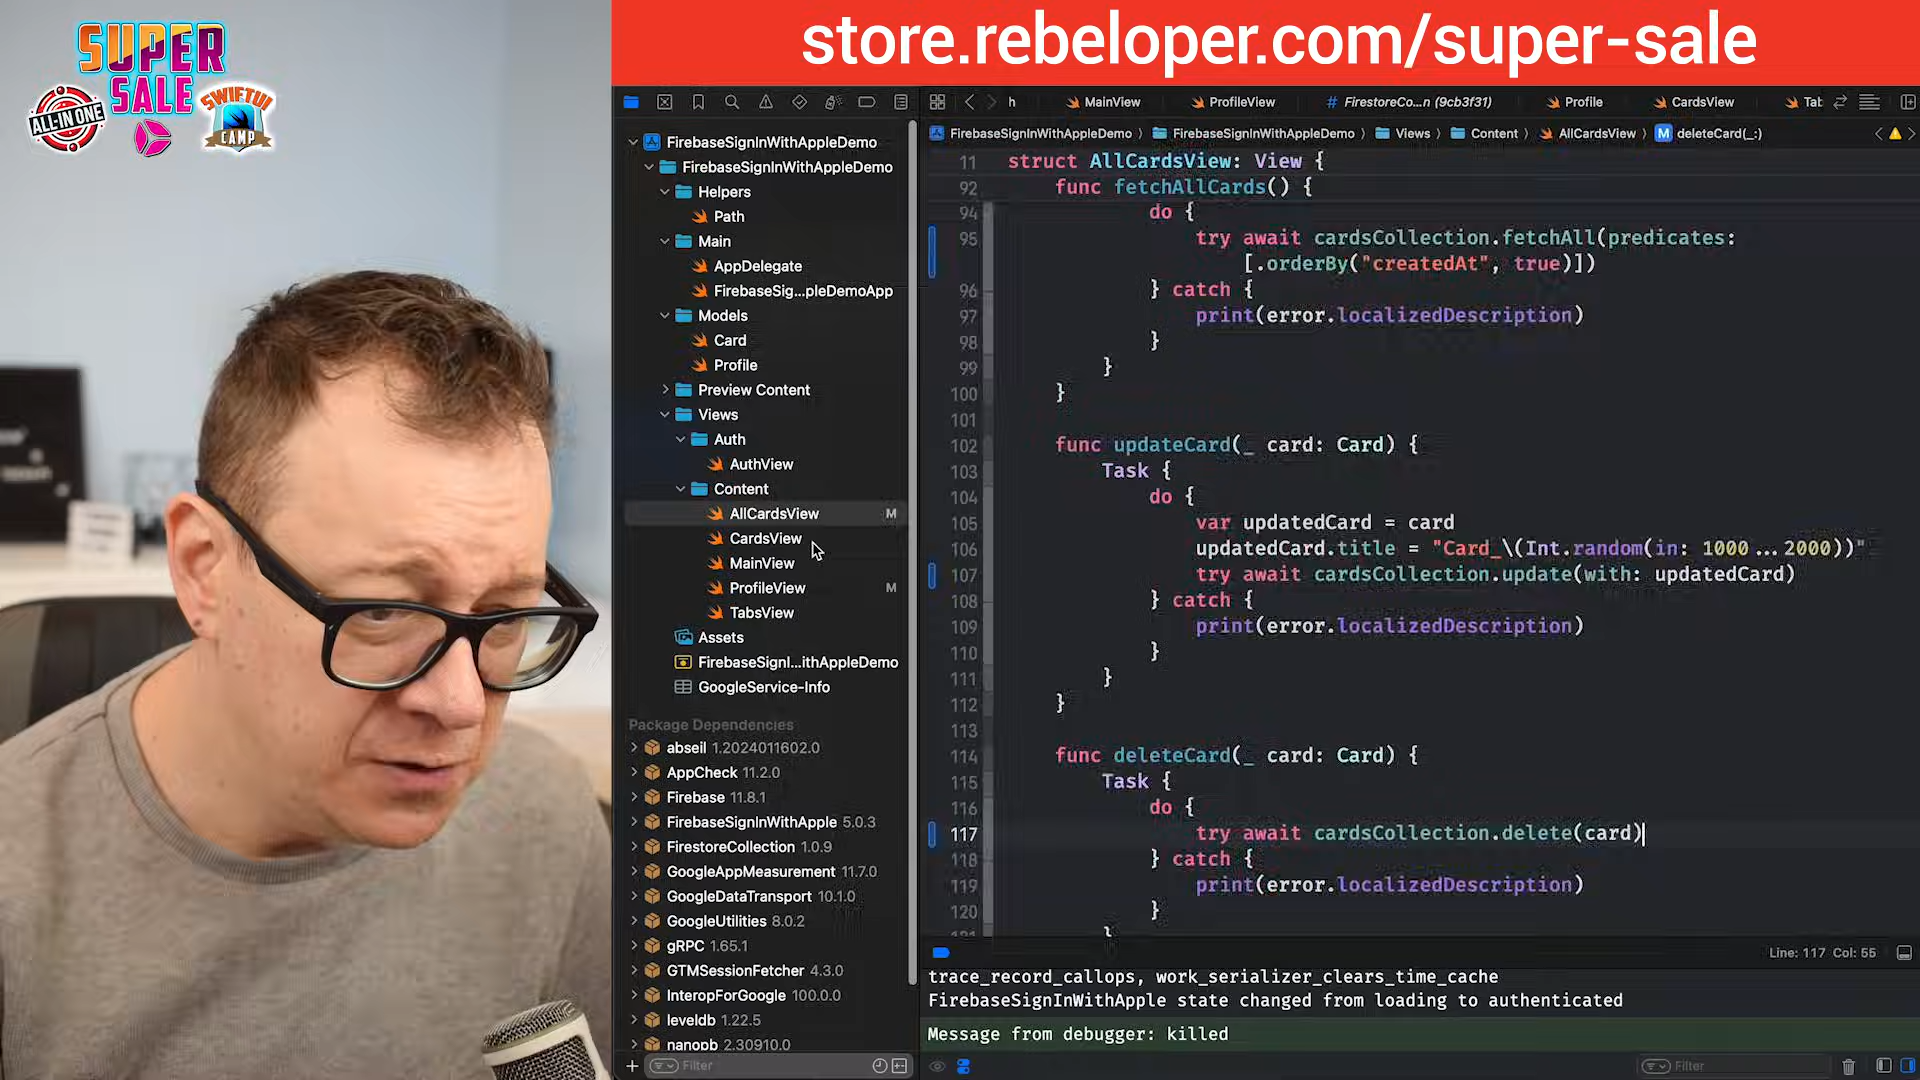 SUPER
SALE
ALL-IN-ONE
SWIFTUI
CAMP
store.rebeloper.com/super-sale
h
MainView
ProfileView
# FirestoreCo...n (9cb3f31)
Profile
CardsView
Tab
FirebaseSignInWithAppleDemo
FirebaseSignInWithAppleDemo
Views
Content
AllCardsView
M
deleteCard(_:)
FirebaseSignInWithAppleDemo
FirebaseSignInWithAppleDemo
Helpers
Path
Main
AppDelegate
FirebaseSig...pleDemoApp
Models
Card
Profile
Preview Content
Views
Auth
AuthView
Content
AllCardsView M
CardsView
MainView
ProfileView M
TabsView
Assets
FirebaseSignI...ithAppleDemo
GoogleService-Info
Package Dependencies
abseil 1.2024011602.0
AppCheck 11.2.0
Firebase 11.8.1
FirebaseSignInWithApple 5.0.3
FirestoreCollection 1.0.9
GoogleAppMeasurement 11.7.0
GoogleDataTransport 10.1.0
GoogleUtilities 8.0.2
gRPC 1.65.1
GTMSessionFetcher 4.3.0
InteropForGoogle 100.0.0
leveldb 1.22.5
nanopb 2.30910.0
Filter
11 struct AllCardsView: View {
92 func fetchAllCards() {
94 do {
95 try await cardsCollection.fetchAll(predicates:
[.orderBy("createdAt", true)])
96 } catch {
97 print(error.localizedDescription)
98 }
99 }
100 }
101
102 func updateCard(_ card: Card) {
103 Task {
104 do {
105 var updatedCard = card
106 updatedCard.title = "Card_\(Int.random(in: 1000...2000))"
107 try await cardsCollection.update(with: updatedCard)
108 } catch {
109 print(error.localizedDescription)
110 }
111 }
112 }
113
114 func deleteCard(_ card: Card) {
115 Task {
116 do {
117 try await cardsCollection.delete(card)
118 } catch {
119 print(error.localizedDescription)
120 }
121 }
Line: 117 Col: 55
trace_record_callops, work_serializer_clears_time_cache
FirebaseSignInWithApple state changed from loading to authenticated
Message from debugger: killed
Filter